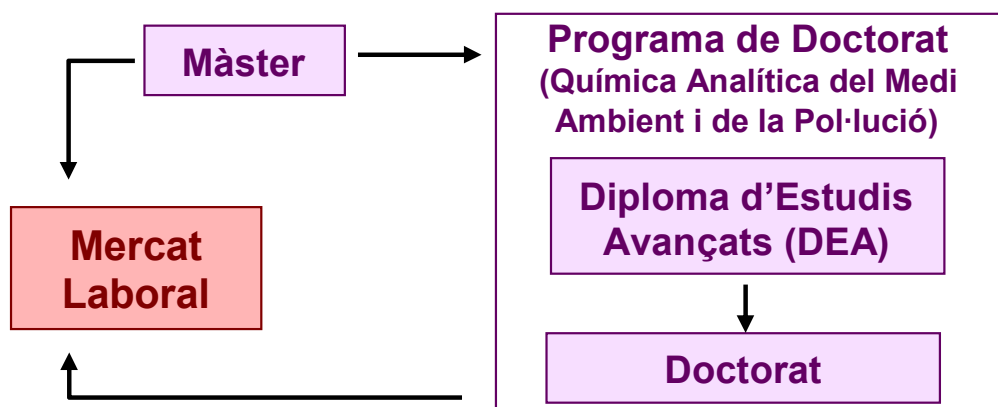 Màster
Programa de Doctorat
(Química Analítica del Medi
Ambient i de la Pol·lució)
Diploma d’Estudis
Avançats (DEA)
Mercat
Laboral
Doctorat